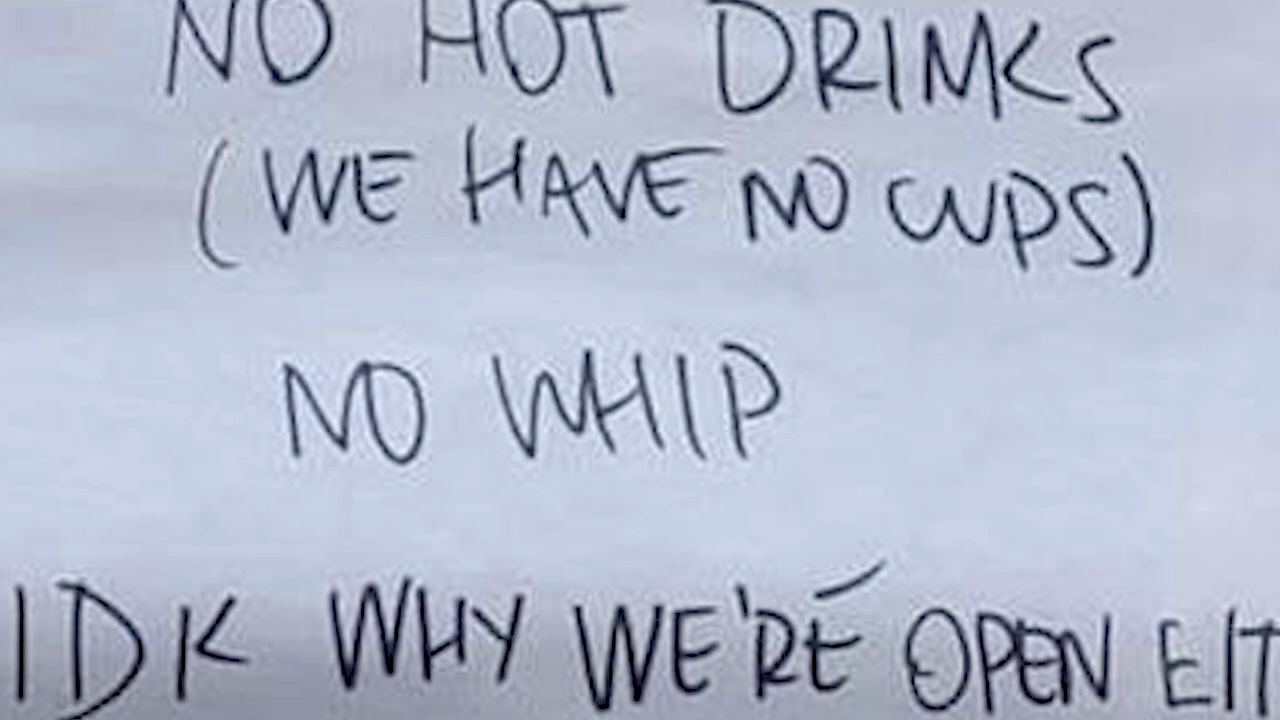 NO HOT DRINKS
(WE HAVE NO CUPS)
NO WHIP
IDK WHY WE'RE OPEN EIT